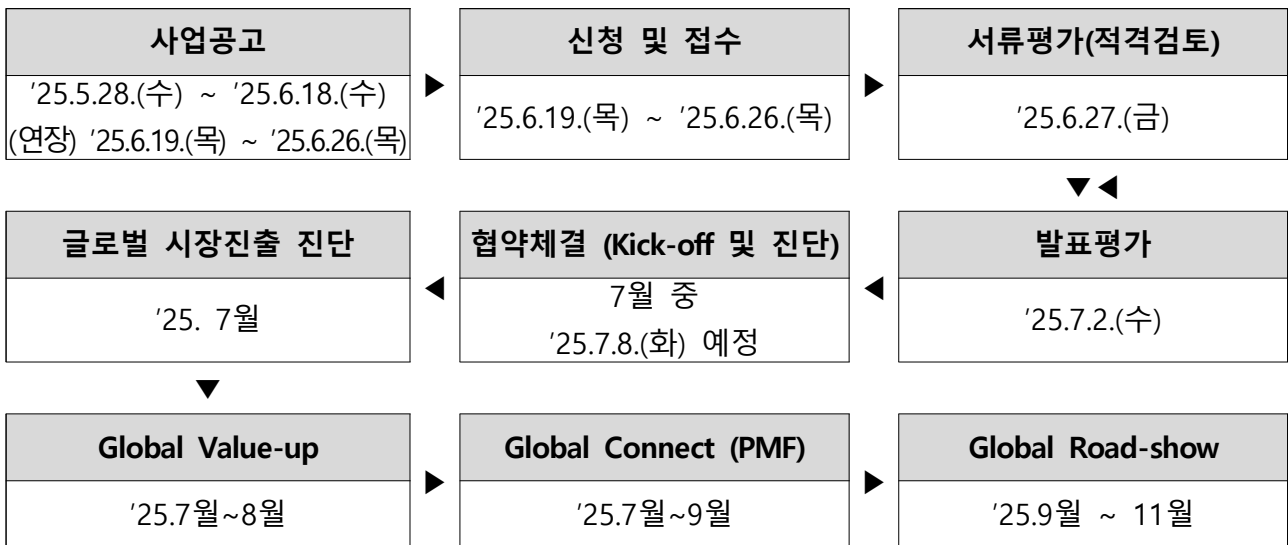 사업공고
'25.5.28.(수) ~ '25.6.18.(수)
(연장) '25.6.19.(목) ~ '25.6.26.(목)
▶
신청 및 접수
'25.6.19.(목) ~ '25.6.26.(목)
▶
서류평가(적격검토)
'25.6.27.(금)
▼◀
발표평가
'25.7.2.(수)
◀
협약체결 (Kick-off 및 진단)
7월 중
'25.7.8.(화) 예정
◀
글로벌 시장진출 진단
'25. 7월
▼
Global Value-up
'25.7월~8월
▶
Global Connect (PMF)
'25.7월~9월
▶
Global Road-show
'25.9월 ~ 11월